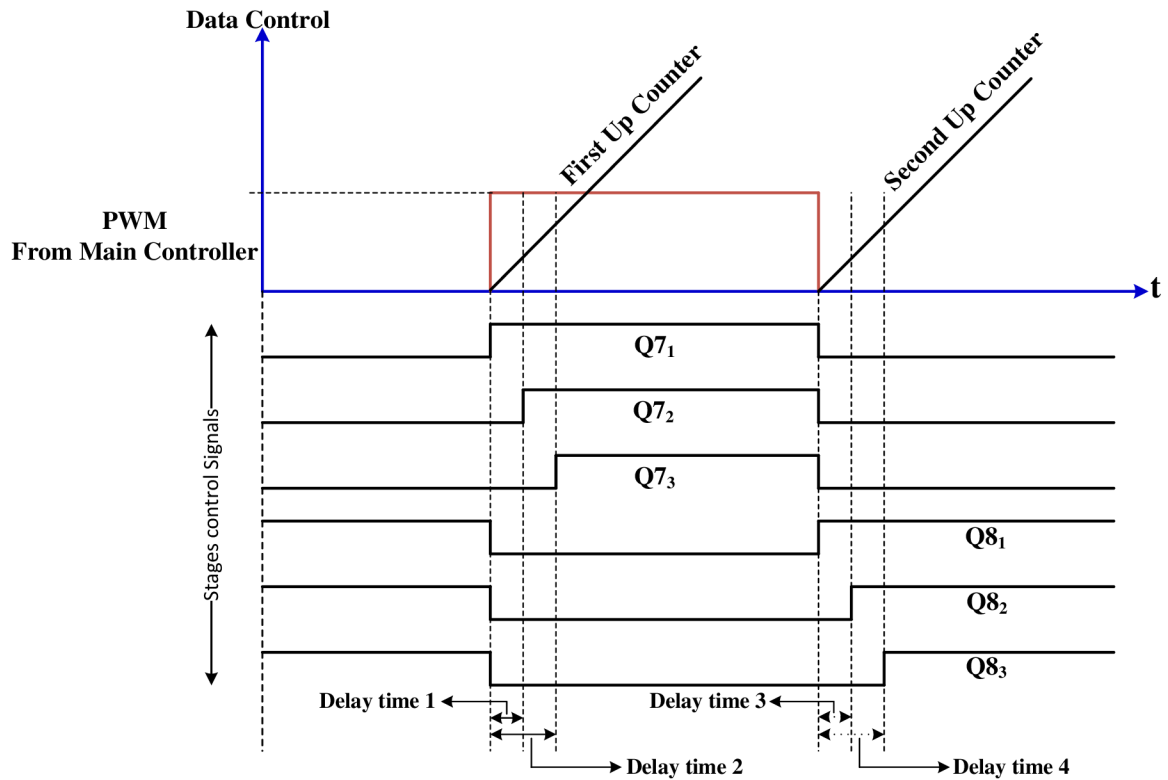 Data Control
First Up Counter
Second Up Counter
PWM
From Main Controller
t
Stages control Signals
Q7₁
Q7₂
Q7₃
Q8₁
Q8₂
Q8₃
Delay time 1
Delay time 3
Delay time 2
Delay time 4